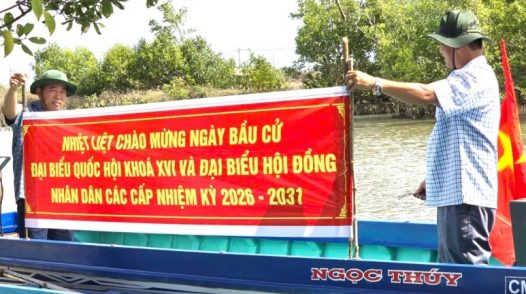 NHIỆT LIỆT CHÀO MỪNG NGÀY BẦU CỬ
ĐẠI BIỂU QUỐC HỘI KHOÁ XVI VÀ ĐẠI BIỂU HỘI ĐỒNG
NHÂN DÂN CÁC CẤP NHIỆM KỲ 2026 - 2031
NGỌC THÚY
CM